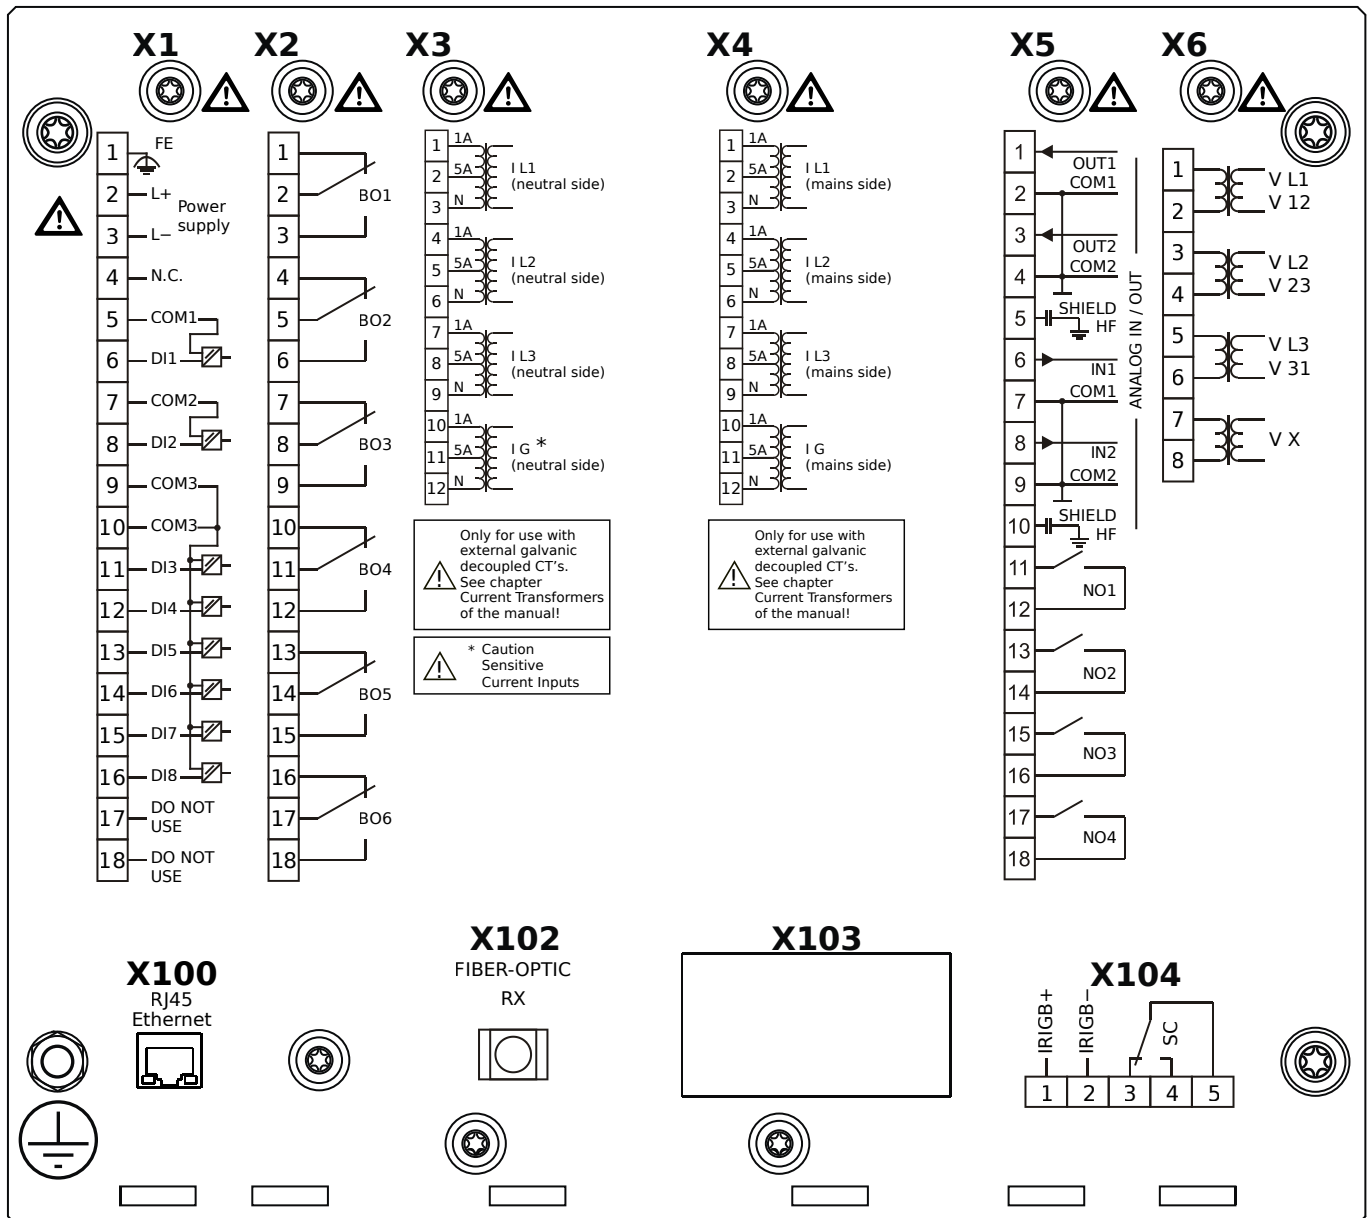 X1
X2
X3
X4
X5
X6
1
FE
2
L+
Power
supply
3
L−
4
N.C.
5
COM1
6
DI1
7
COM2
8
DI2
9
COM3
10
COM3
11
DI3
12
DI4
13
DI5
14
DI6
15
DI7
16
DI8
17
DO NOT
USE
18
DO NOT
USE
1
2
BO1
3
4
5
BO2
6
7
8
BO3
9
10
11
BO4
12
13
14
BO5
15
16
17
BO6
18
1
1A
2
5A
I L1
(neutral side)
3
N
4
1A
5
5A
I L2
(neutral side)
6
N
7
1A
8
5A
I L3
(neutral side)
9
N
10
1A
11
5A
I G *
(neutral side)
12
N
Only for use with
external galvanic
decoupled CT's.
See chapter
Current Transformers
of the manual!
* Caution
Sensitive
Current Inputs
1
1A
2
5A
I L1
(mains side)
3
N
4
1A
5
5A
I L2
(mains side)
6
N
7
1A
8
5A
I L3
(mains side)
9
N
10
1A
11
5A
I G
(mains side)
12
N
Only for use with
external galvanic
decoupled CT's.
See chapter
Current Transformers
of the manual!
1
OUT1
2
COM1
3
OUT2
4
COM2
5
SHIELD
HF
6
IN1
7
COM1
8
IN2
9
COM2
10
SHIELD
HF
ANALOG IN / OUT
11
NO1
12
13
NO2
14
15
NO3
16
17
NO4
18
1
V L1
V 12
2
3
V L2
V 23
4
5
V L3
V 31
6
7
V X
8
X100
RJ45
Ethernet
X102
FIBER-OPTIC
RX
X103
X104
IRIGB+
IRIGB−
SC
1 2 3 4 5